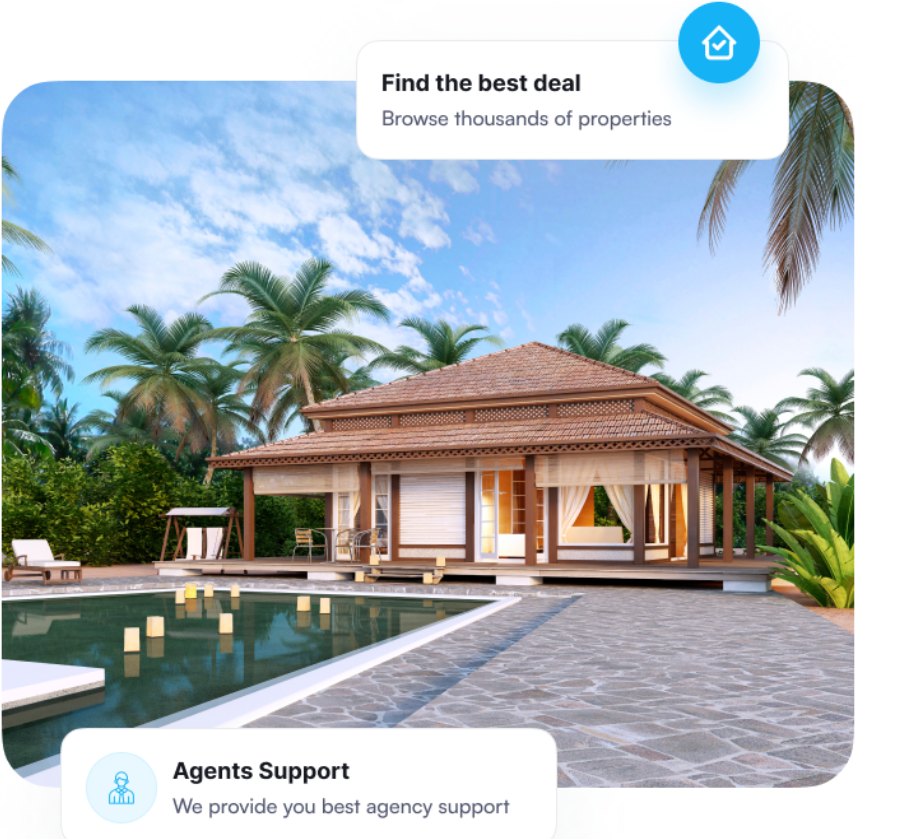 Find the best deal
Browse thousands of properties
Agents Support
We provide you best agency support